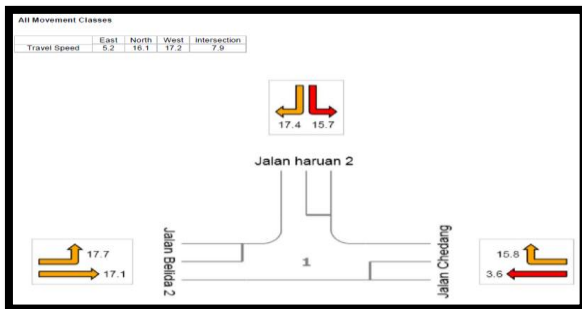 All Movement Classes
East North West Intersection
Travel Speed 5.2 16.1 17.2 7.9
17.4 15.7
Jalan haruan 2
Jalan Belida 2
Jalan Chedang
17.7
17.1
1
15.8
3.6